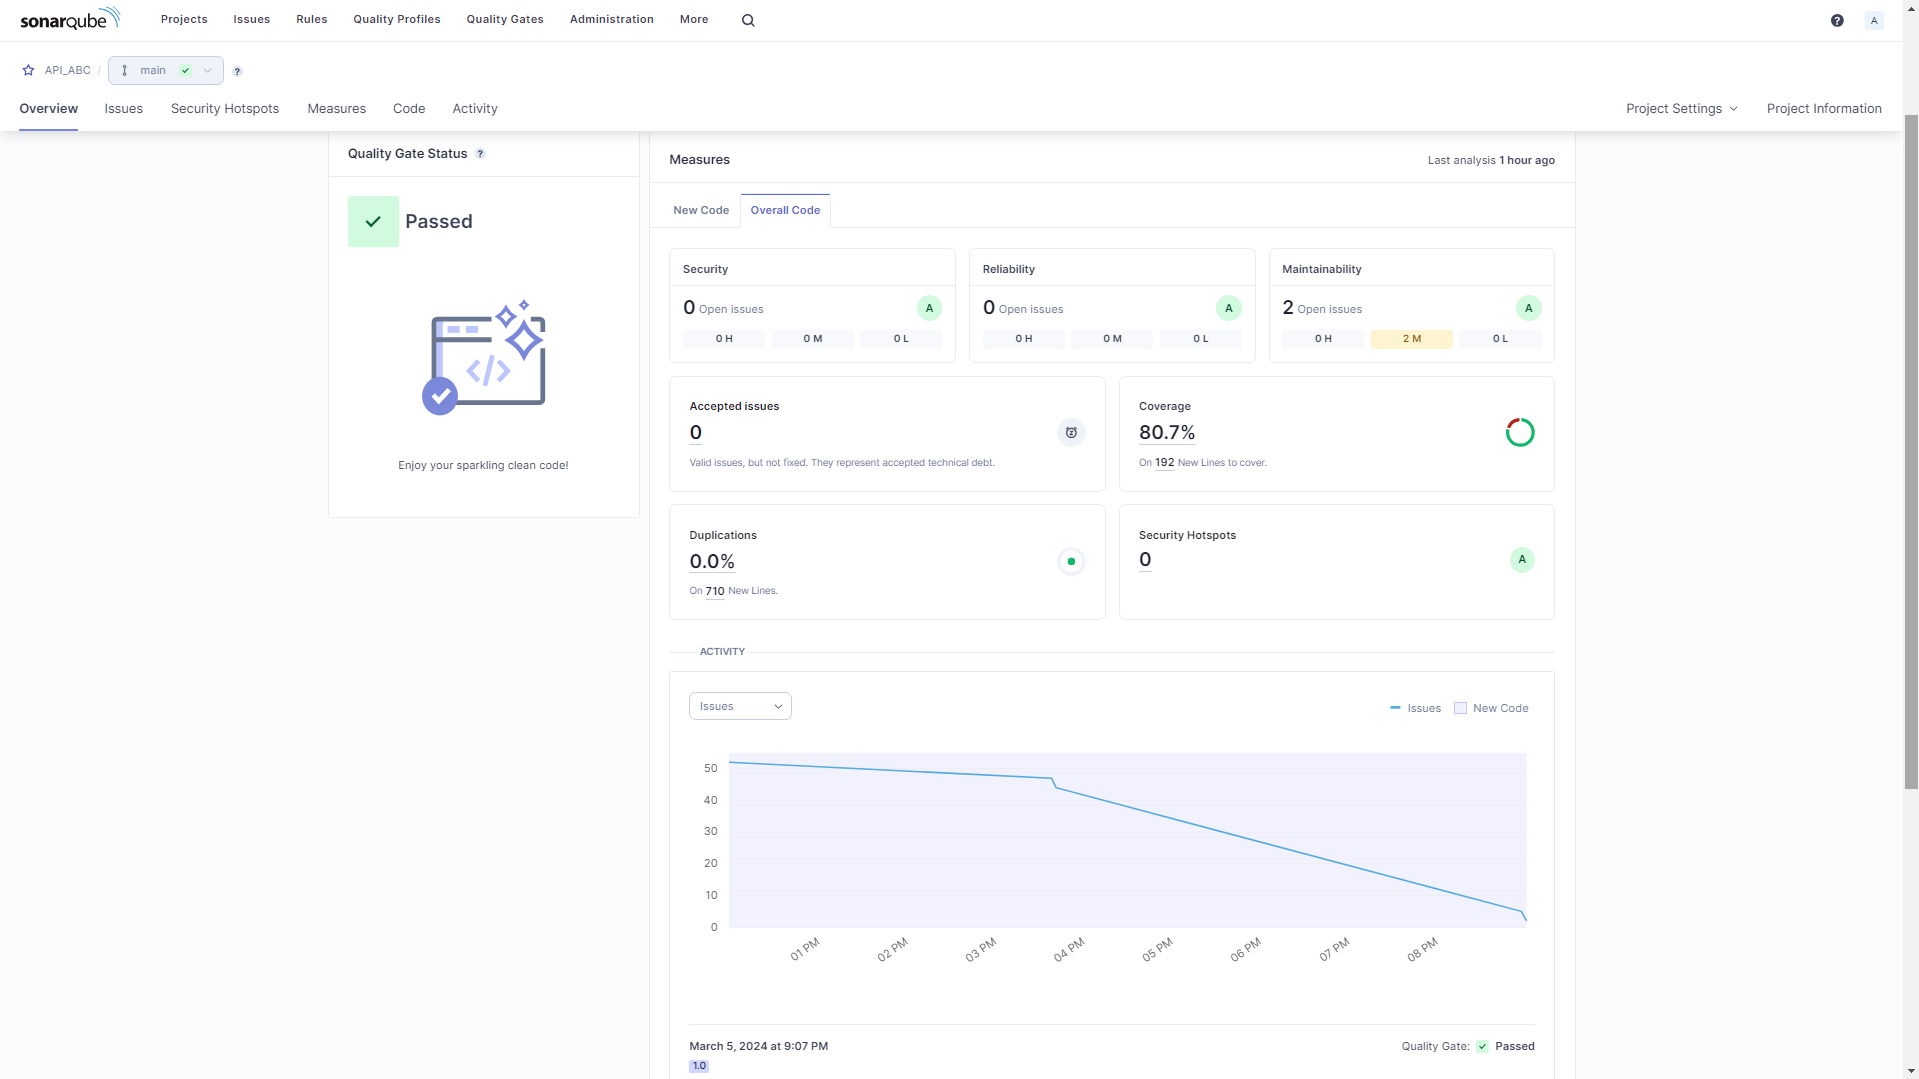 sonarqube Projects Issues Rules Quality Profiles Quality Gates Administration More ? A
API_ABC / main ?
Overview Issues Security Hotspots Measures Code Activity Project Settings Project Information
Quality Gate Status ?
Passed
</>
Enjoy your sparkling clean code!
Measures Last analysis 1 hour ago
New Code Overall Code
Security
0 Open issues A
0 H 0 M 0 L
Reliability
0 Open issues A
0 H 0 M 0 L
Maintainability
2 Open issues A
0 H 2 M 0 L
Accepted issues
0
Valid issues, but not fixed. They represent accepted technical debt.
Coverage
80.7%
On 192 New Lines to cover.
Duplications
0.0%
On 710 New Lines.
Security Hotspots
0 A
ACTIVITY
Issues
Issues New Code
50
40
30
20
10
0
01 PM 02 PM 03 PM 04 PM 05 PM 06 PM 07 PM 08 PM
March 5, 2024 at 9:07 PM Quality Gate: Passed
1.0